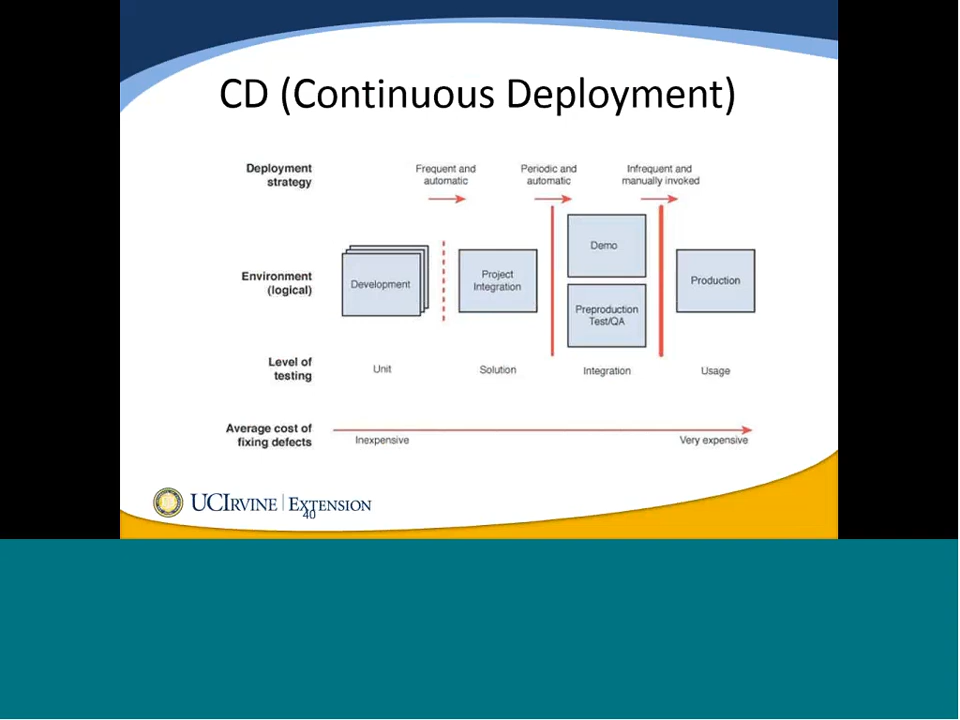 CD (Continuous Deployment)
Deployment
strategy
Frequent and
automatic
Periodic and
automatic
Infrequent and
manually invoked
Environment
(logical)
Development
Project
Integration
Demo
Preproduction
Test/QA
Production
Level of
testing
Unit
Solution
Integration
Usage
Average cost of
fixing defects
Inexpensive
Very expensive
UCIRVINE | EXTENSION
40